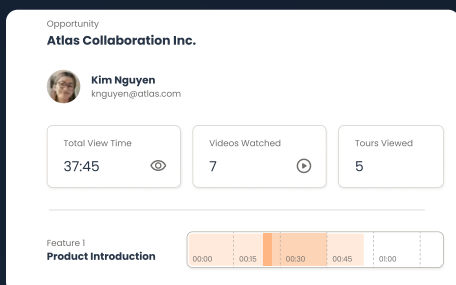 Opportunity
Atlas Collaboration Inc.
Kim Nguyen
knguyen@atlas.com
Total View Time
37:45
Videos Watched
7
Tours Viewed
5
Feature 1
Product Introduction
00:00 00:15 00:30 00:45 01:00